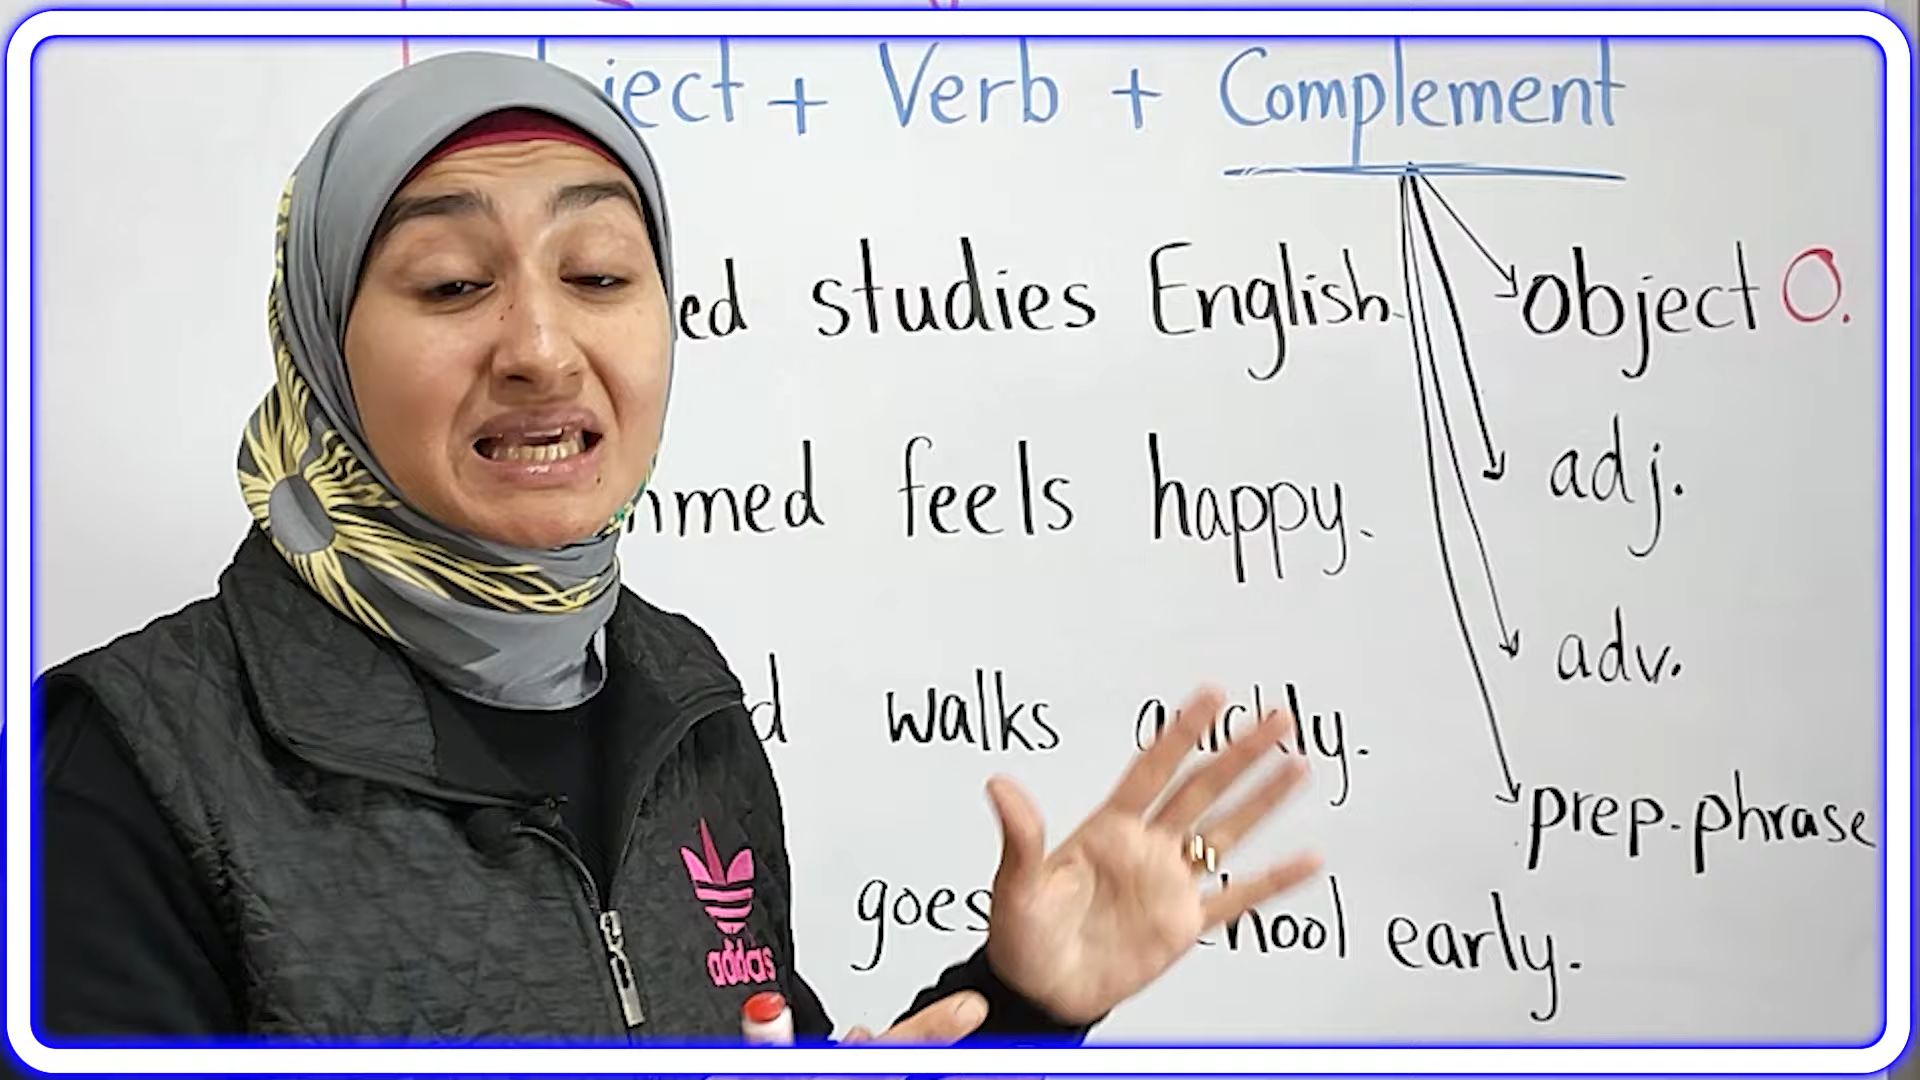 ject + Verb + Complement
ed studies English.
object O.
mmed feels happy.
adj.
d walks quickly.
adv.
prep. phrase
goes hool early.
adidas